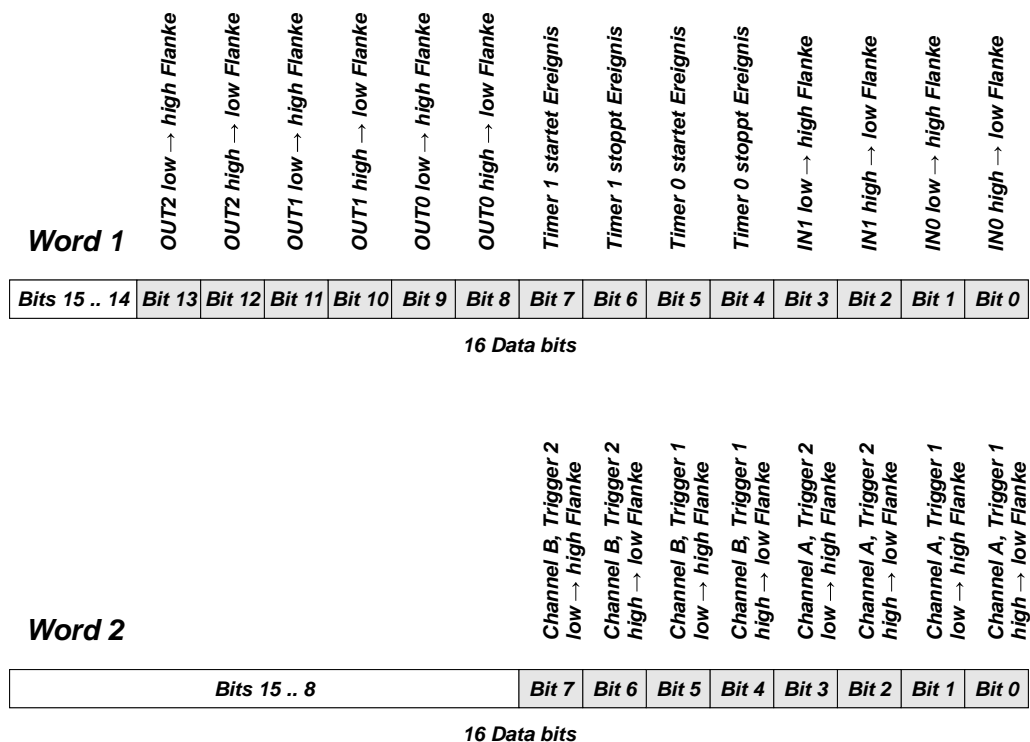 OUT2 low → high Flanke
OUT2 high → low Flanke
OUT1 low → high Flanke
OUT1 high → low Flanke
OUT0 low → high Flanke
OUT0 high → low Flanke
Timer 1 startet Ereignis
Timer 1 stoppt Ereignis
Timer 0 startet Ereignis
Timer 0 stoppt Ereignis
IN1 low → high Flanke
IN1 high → low Flanke
IN0 low → high Flanke
IN0 high → low Flanke
Word 1
Bits 15 .. 14 Bit 13 Bit 12 Bit 11 Bit 10 Bit 9 Bit 8 Bit 7 Bit 6 Bit 5 Bit 4 Bit 3 Bit 2 Bit 1 Bit 0
16 Data bits
Channel B, Trigger 2
low → high Flanke
Channel B, Trigger 2
high → low Flanke
Channel B, Trigger 1
low → high Flanke
Channel B, Trigger 1
high → low Flanke
Channel A, Trigger 2
low → high Flanke
Channel A, Trigger 2
high → low Flanke
Channel A, Trigger 1
low → high Flanke
Channel A, Trigger 1
high → low Flanke
Word 2
Bits 15 .. 8 Bit 7 Bit 6 Bit 5 Bit 4 Bit 3 Bit 2 Bit 1 Bit 0
16 Data bits